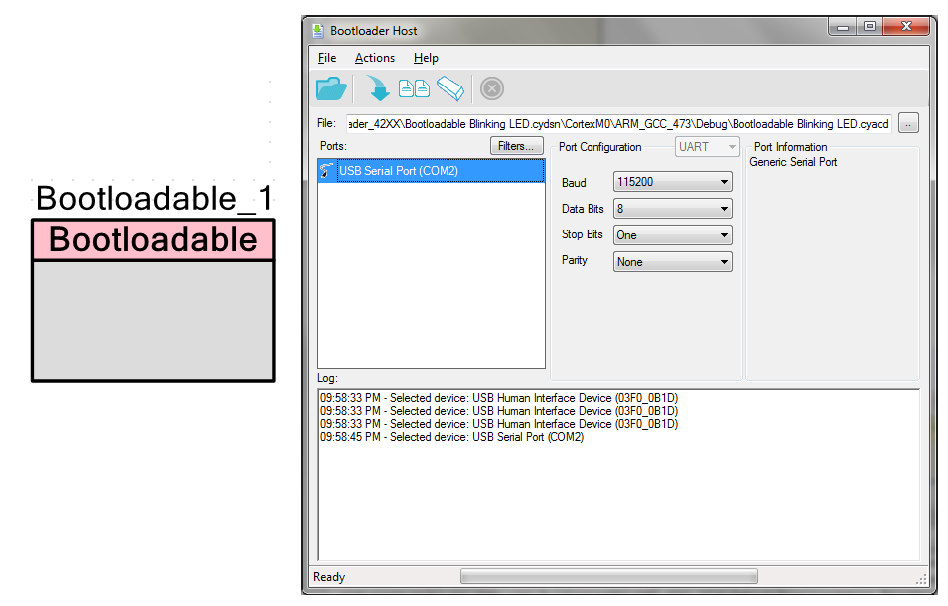 Bootloadable_1
Bootloadable
Bootloader Host
File Actions Help
File: ader_42XX\Bootloadable Blinking LED.cydsn\CortexM0\ARM_GCC_473\Debug\Bootloadable Blinking LED.cyacd ..
Ports: Filters... Port Configuration UART Port Information
USB Serial Port (COM2) Generic Serial Port
Baud 115200
Data Bits 8
Stop Bits One
Parity None
Log:
09:58:33 PM - Selected device: USB Human Interface Device (03F0_0B1D)
09:58:33 PM - Selected device: USB Human Interface Device (03F0_0B1D)
09:58:33 PM - Selected device: USB Human Interface Device (03F0_0B1D)
09:58:45 PM - Selected device: USB Serial Port (COM2)
Ready